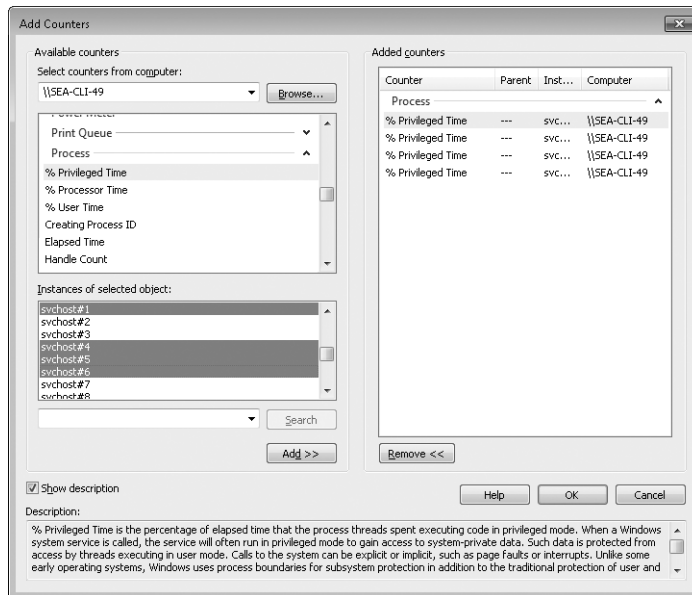 Add Counters
Available counters
Select counters from computer:
\\SEA-CLI-49
Browse...
Power Meter
Print Queue
Process
% Privileged Time
% Processor Time
% User Time
Creating Process ID
Elapsed Time
Handle Count
Instances of selected object:
svchost#1
svchost#2
svchost#3
svchost#4
svchost#5
svchost#6
svchost#7
svchost#8
Search
Add >>
Added counters
Counter Parent Inst... Computer
Process
% Privileged Time --- svc... \\SEA-CLI-49
% Privileged Time --- svc... \\SEA-CLI-49
% Privileged Time --- svc... \\SEA-CLI-49
% Privileged Time --- svc... \\SEA-CLI-49
Remove <<
Show description
Help OK Cancel
Description:
% Privileged Time is the percentage of elapsed time that the process threads spent executing code in privileged mode. When a Windows
system service is called, the service will often run in privileged mode to gain access to system-private data. Such data is protected from
access by threads executing in user mode. Calls to the system can be explicit or implicit, such as page faults or interrupts. Unlike some
early operating systems, Windows uses process boundaries for subsystem protection in addition to the traditional protection of user and